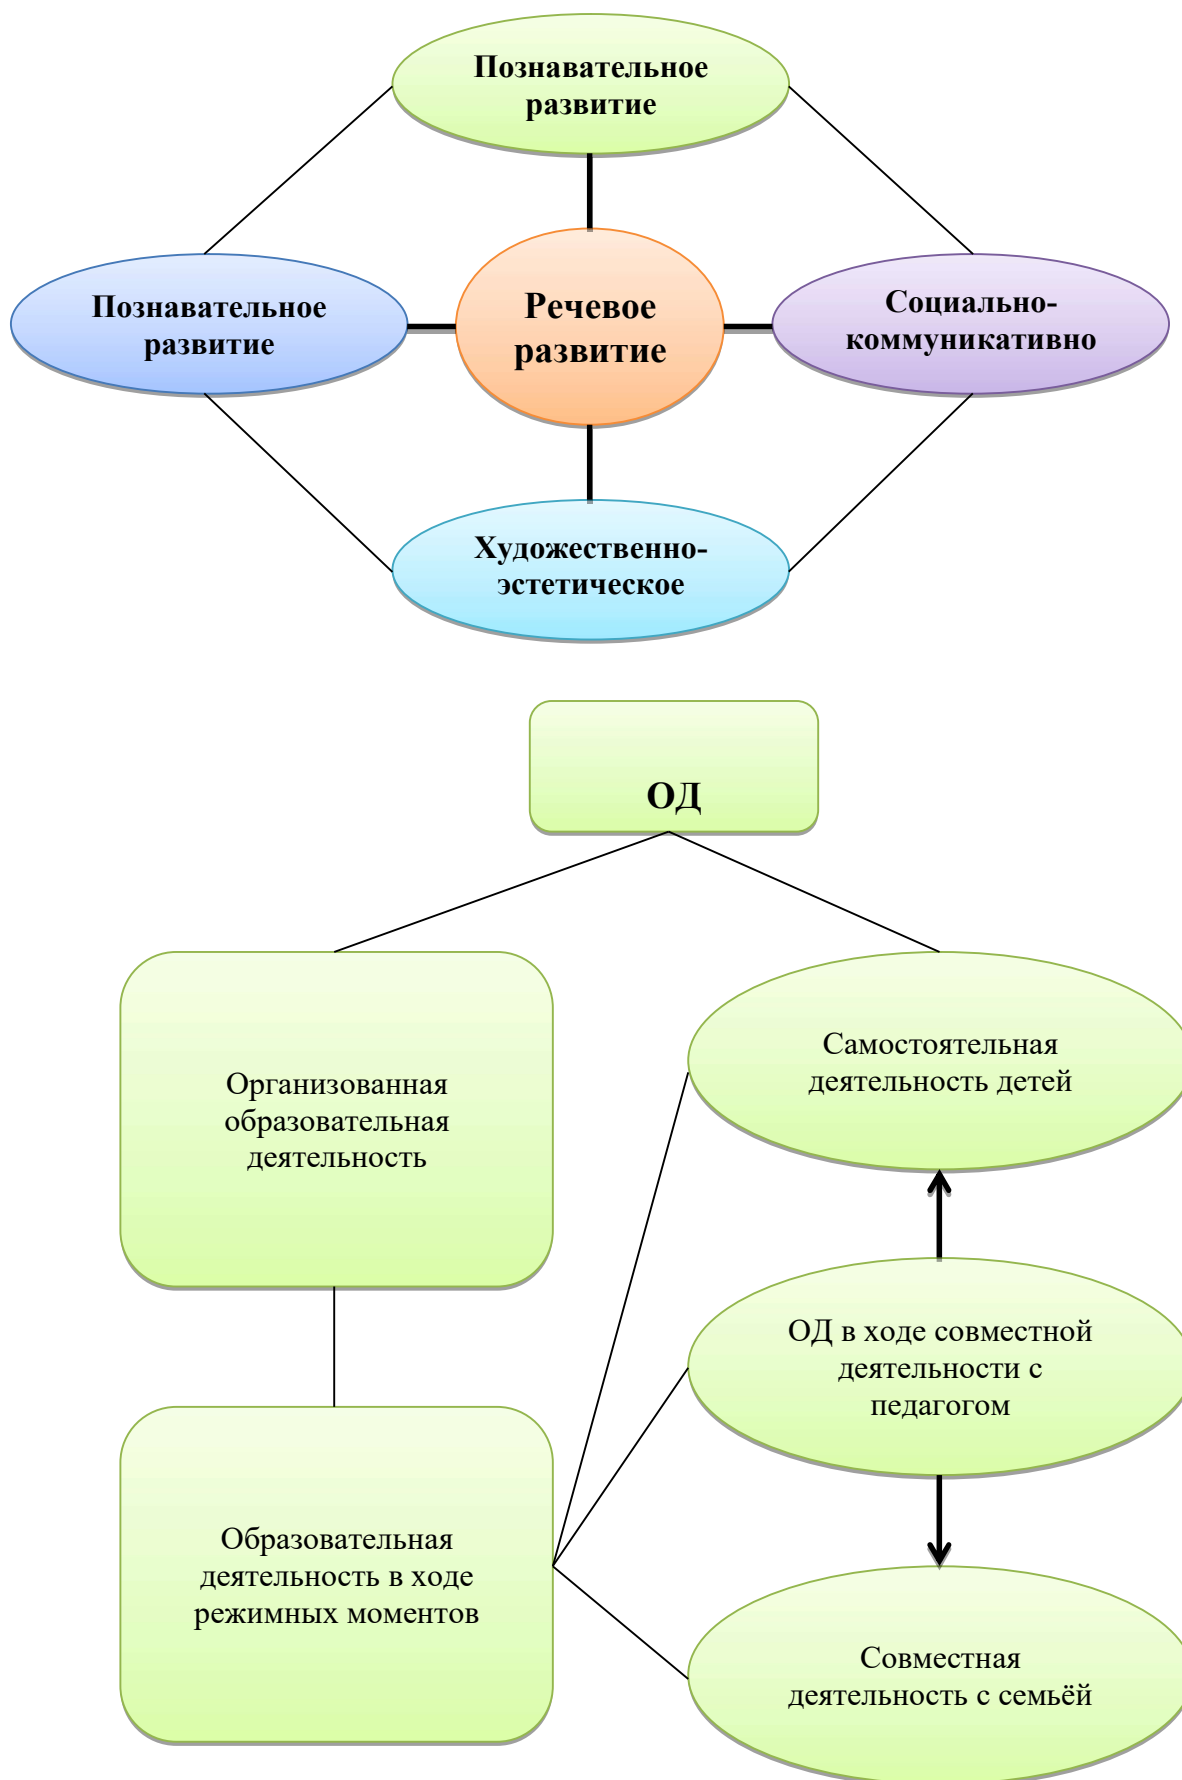 Познавательное
развитие
Познавательное
развитие
Речевое
развитие
Социально-
коммуникативно
Художественно-
эстетическое
ОД
Организованная
образовательная
деятельность
Самостоятельная
деятельность детей
ОД в ходе совместной
деятельности с
педагогом
Образовательная
деятельность в ходе
режимных моментов
Совместная
деятельность с семьёй